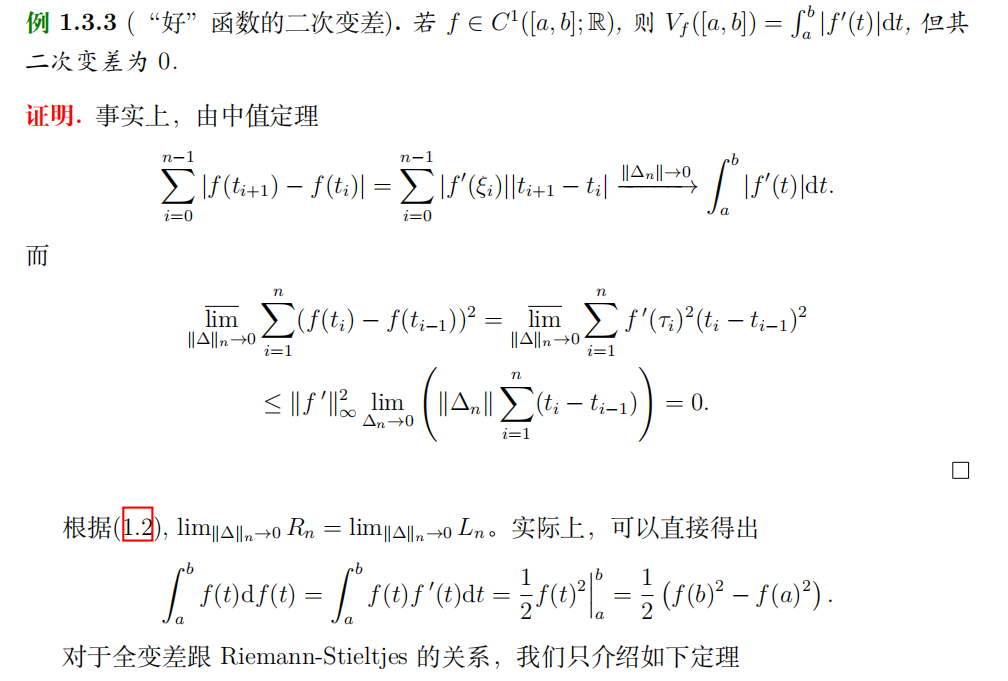 例 1.3.3 (“好”函数的二次变差). 若 $f \in C^1([a,b];\mathbb{R})$, 则 $V_f([a,b]) = \int_a^b |f'(t)|\mathrm{d}t$, 但其
二次变差为 0.
证明. 事实上，由中值定理
$$\sum_{i=0}^{n-1} |f(t_{i+1}) - f(t_i)| = \sum_{i=0}^{n-1} |f'(\xi_i)||t_{i+1} - t_i| \xrightarrow{\|\Delta_n\|\to 0} \int_a^b |f'(t)|\mathrm{d}t.$$
而
$$\varlimsup_{\|\Delta\|_n\to 0} \sum_{i=1}^{n} (f(t_i) - f(t_{i-1}))^2 = \varlimsup_{\|\Delta\|_n\to 0} \sum_{i=1}^{n} f'(\tau_i)^2 (t_i - t_{i-1})^2$$
$$\leq \|f'\|_\infty^2 \lim_{\Delta_n\to 0} \left( \|\Delta_n\| \sum_{i=1}^{n} (t_i - t_{i-1}) \right) = 0.$$
□
根据(1.2), $\lim_{\|\Delta\|_n\to 0} R_n = \lim_{\|\Delta\|_n\to 0} L_n$。实际上，可以直接得出
$$\int_a^b f(t)\mathrm{d}f(t) = \int_a^b f(t)f'(t)\mathrm{d}t = \frac{1}{2}f(t)^2\Big|_a^b = \frac{1}{2}\left(f(b)^2 - f(a)^2\right).$$
对于全变差跟 Riemann-Stieltjes 的关系，我们只介绍如下定理